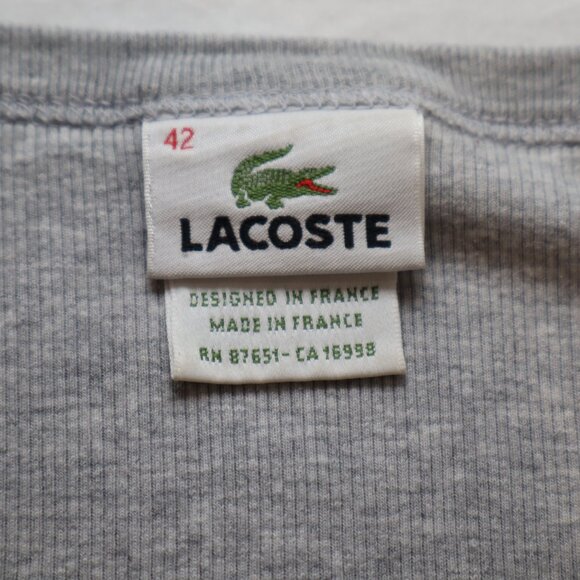 42
LACOSTE
DESIGNED IN FRANCE
MADE IN FRANCE
RN 87651 - CA 16998